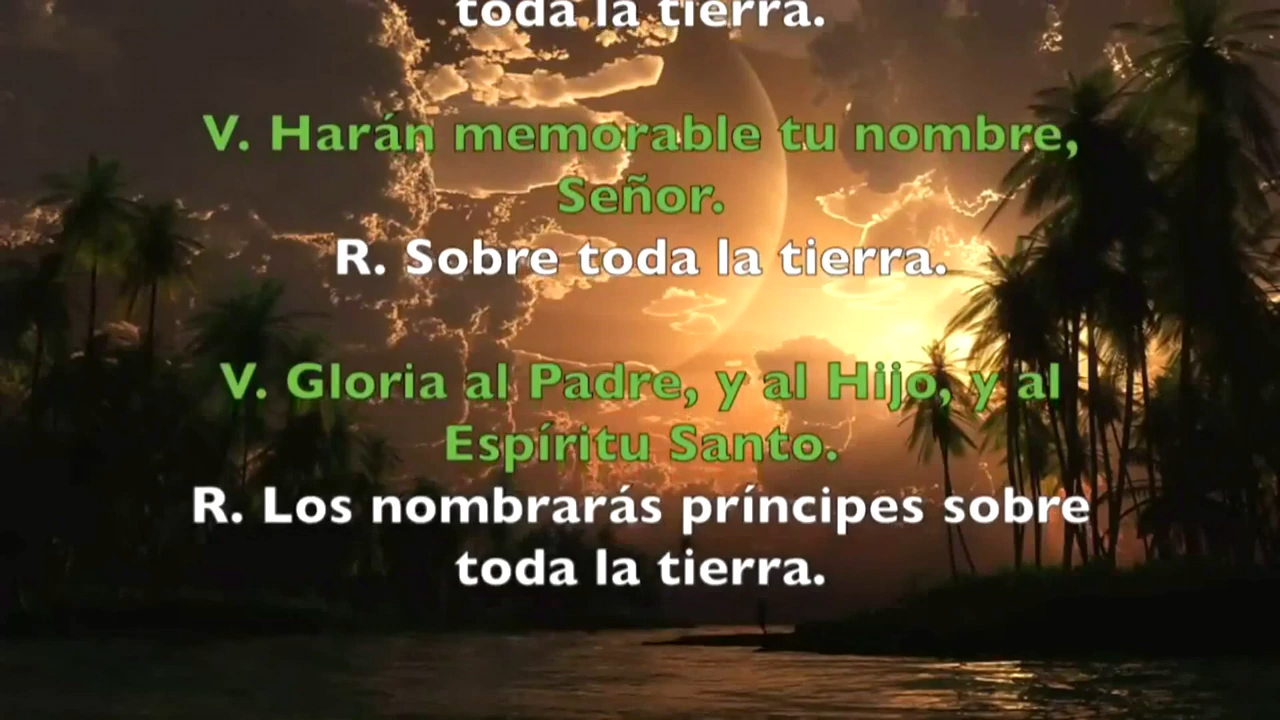 toda la tierra.
V. Harán memorable tu nombre,
Señor.
R. Sobre toda la tierra.
V. Gloria al Padre, y al Hijo, y al
Espíritu Santo.
R. Los nombrarás príncipes sobre
toda la tierra.